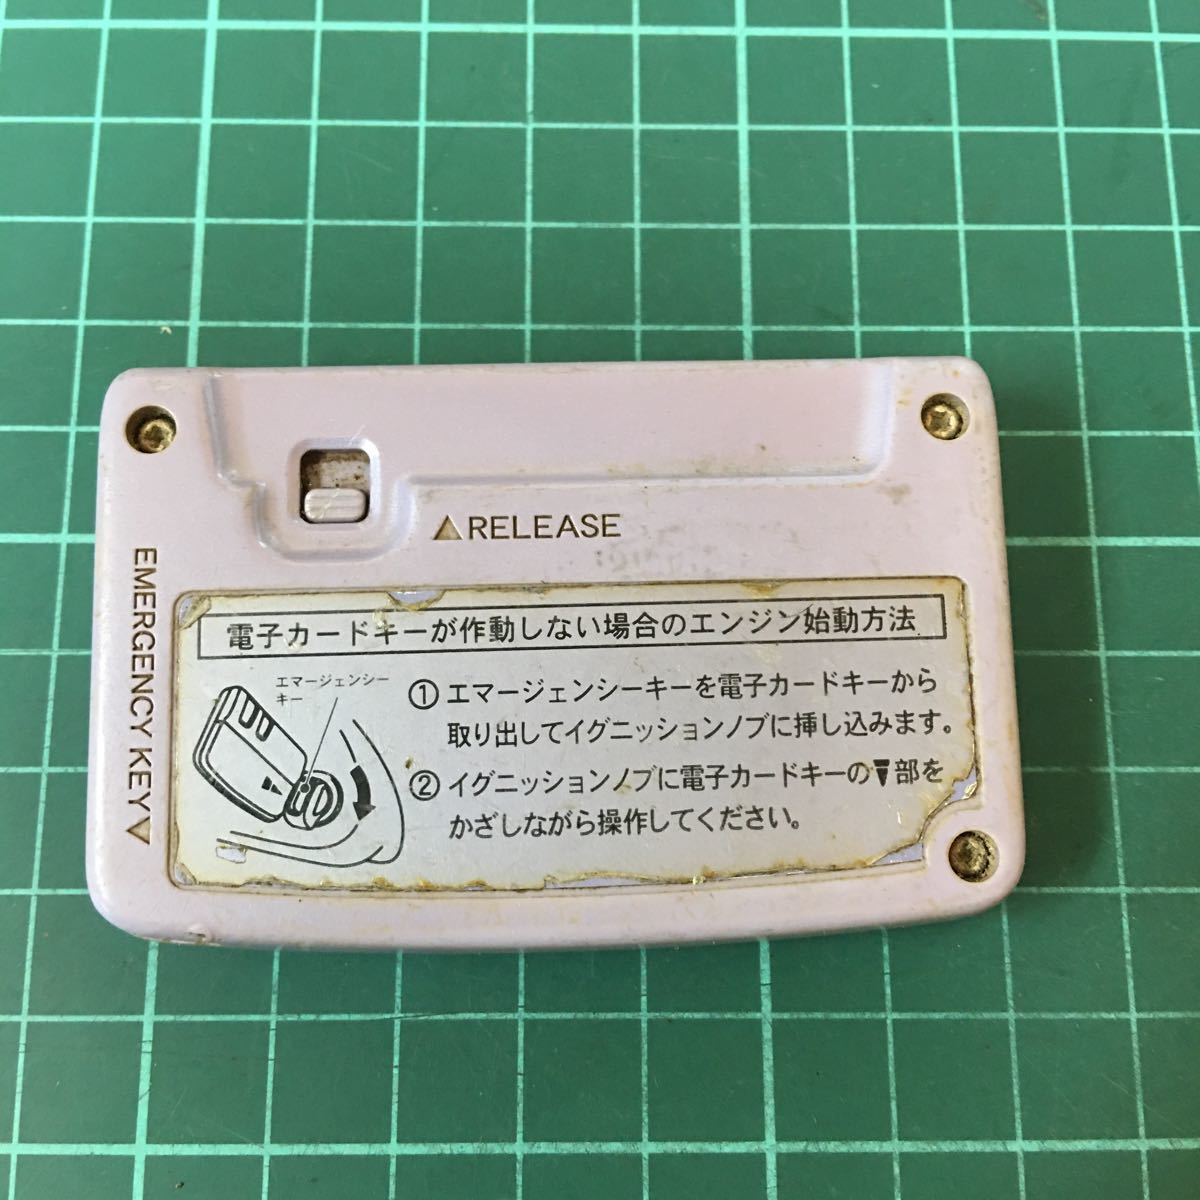 △RELEASE
EMERGENCY KEY▽
電子カードキーが作動しない場合のエンジン始動方法
エマージェンシー
キー
① エマージェンシーキーを電子カードキーから
取り出してイグニッションノブに挿し込みます。
② イグニッションノブに電子カードキーの▼部を
かざしながら操作してください。